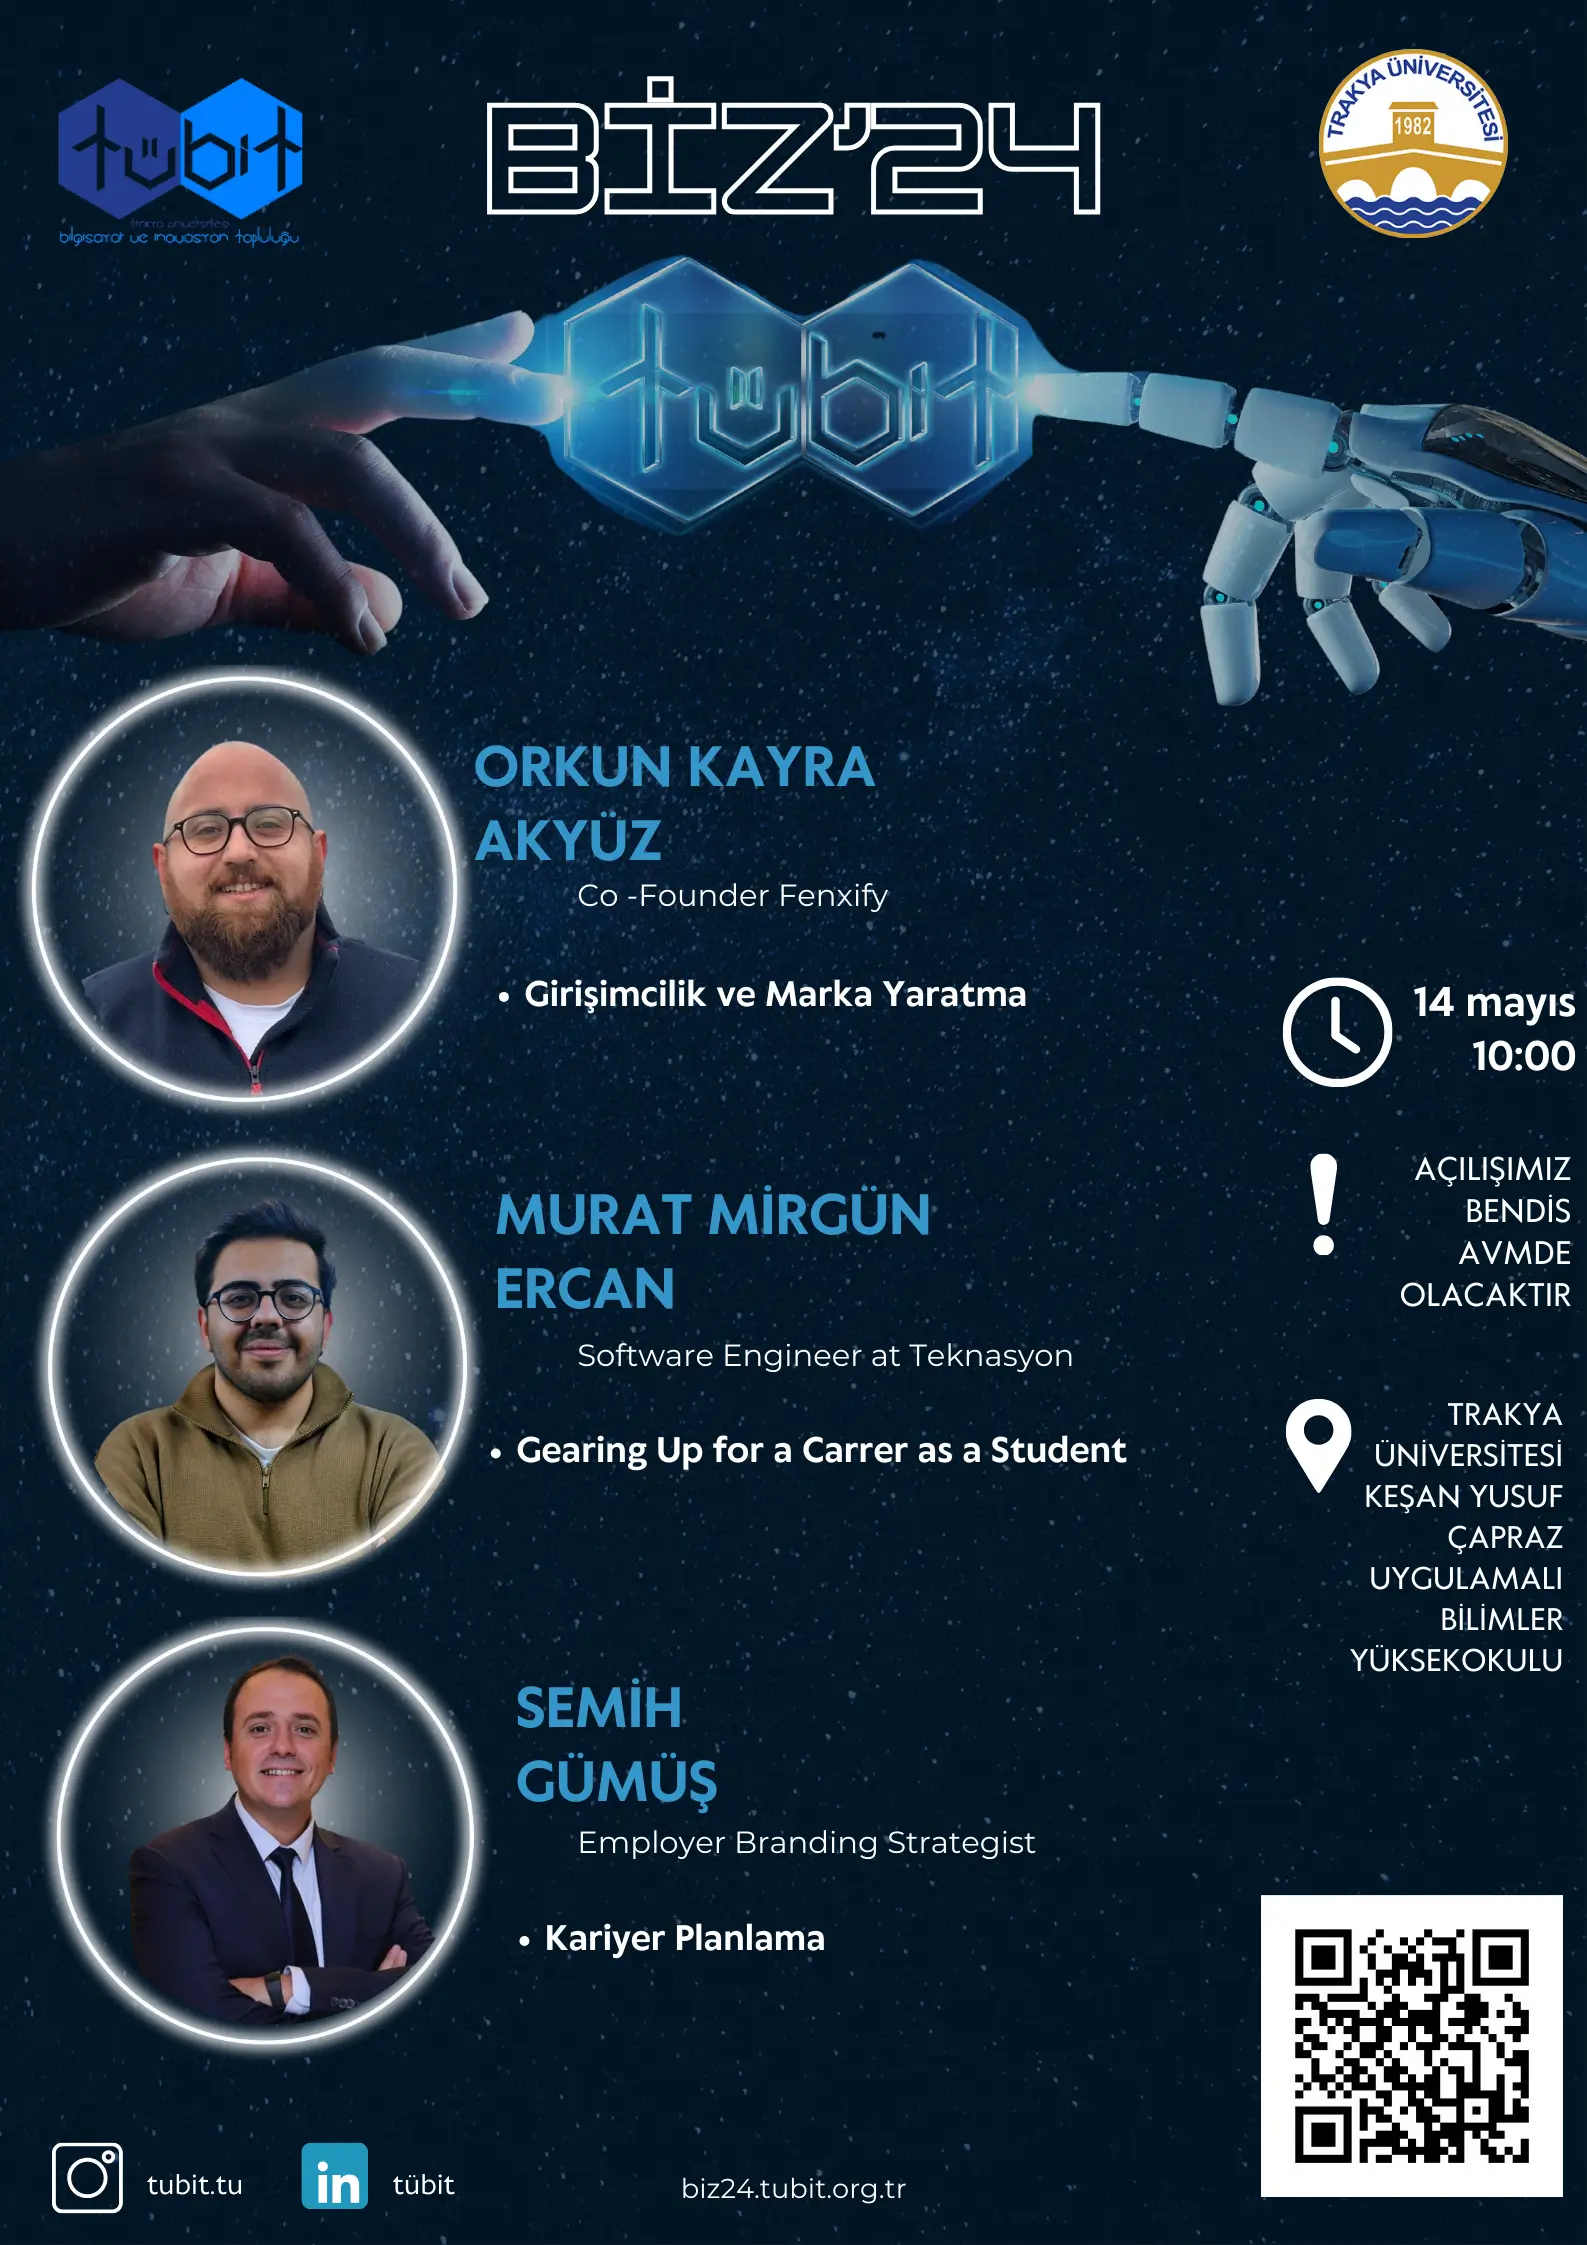 tübit
trakya üniversitesi
bilgisayar ve inovasyon topluluğu
BİZ'24
TRAKYA ÜNİVERSİTESİ
1982
tübit
ORKUN KAYRA
AKYÜZ
Co -Founder Fenxify
• Girişimcilik ve Marka Yaratma
14 mayıs
10:00
MURAT MİRGÜN
ERCAN
Software Engineer at Teknasyon
• Gearing Up for a Carrer as a Student
AÇILIŞIMIZ
BENDİS
AVMDE
OLACAKTIR
TRAKYA
ÜNİVERSİTESİ
KEŞAN YUSUF
ÇAPRAZ
UYGULAMALI
BİLİMLER
YÜKSEKOKULU
SEMİH
GÜMÜŞ
Employer Branding Strategist
• Kariyer Planlama
tubit.tu
in
tübit
biz24.tubit.org.tr